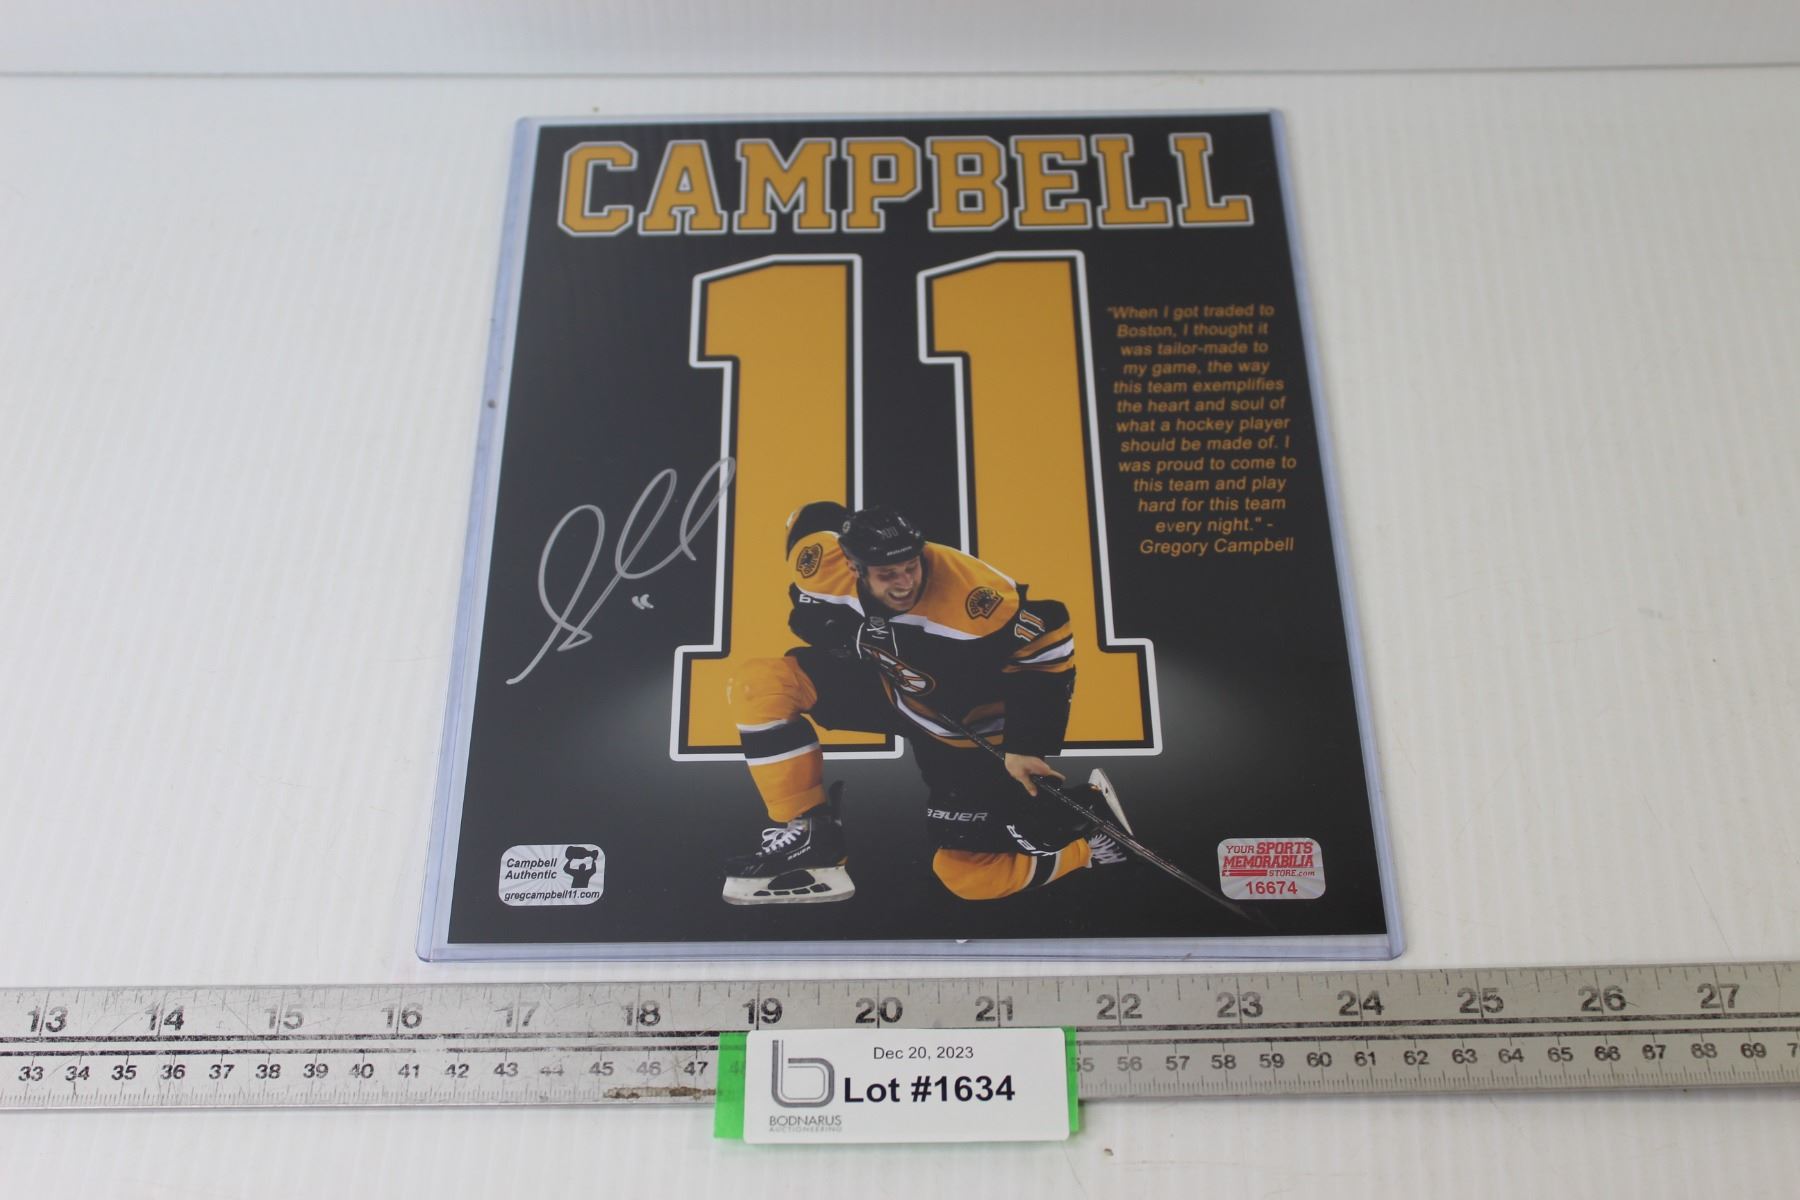 CAMPBELL
11
"When I got traded to
Boston, I thought it
was tailor-made to
my game, the way
this team exemplifies
the heart and soul of
what a hockey player
should be made of. I
was proud to come to
this team and play
hard for this team
every night." -
Gregory Campbell
11
BRUINS
BAUER
BAUER
Campbell
Authentic
gregcampbell11.com
YOUR SPORTS
MEMORABILIA
STORE.com
16674
13 14 15 16 17 18 19 20 21 22 23 24 25 26 27
33 34 35 36 37 38 39 40 41 42 43 44 45 46 47 55 56 57 58 59 60 61 62 63 64 65 66 67 68 69
Dec 20, 2023
Lot #1634
BODNARUS
AUCTIONEERING